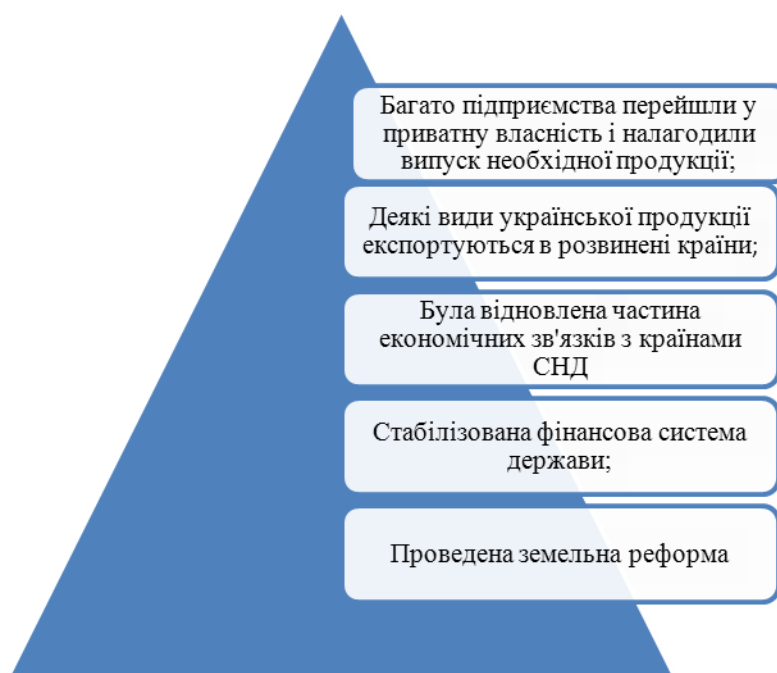 Багато підприємства перейшли у
приватну власність і налагодили
випуск необхідної продукції;
Деякі види української продукції
експортуються в розвинені країни;
Була відновлена частина
економічних зв'язків з країнами
СНД
Стабілізована фінансова система
держави;
Проведена земельна реформа